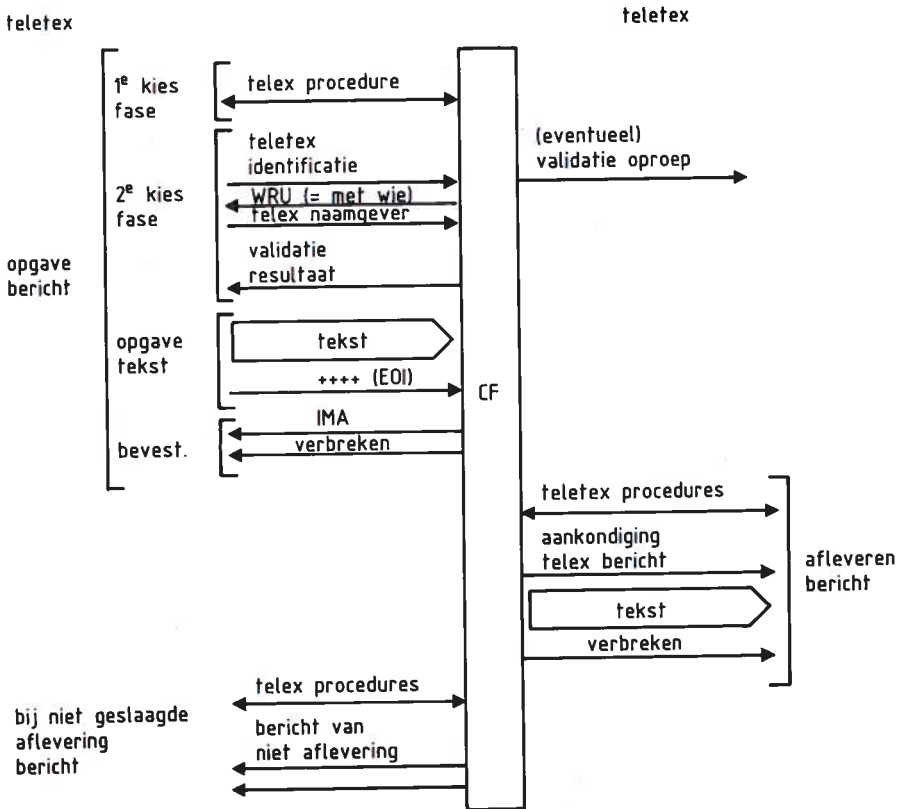 teletex
teletex
1e kies
fase
telex procedure
teletex
identificatie
(eventueel)
validatie oproep
2e kies
fase
WRU (= met wie)
telex naamgever
validatie
resultaat
opgave
bericht
opgave
tekst
tekst
++++ (EOI)
CF
IMA
bevest.
verbreken
teletex procedures
aankondiging
telex bericht
afleveren
bericht
tekst
verbreken
telex procedures
bij niet geslaagde
aflevering
bericht
bericht van
niet aflevering